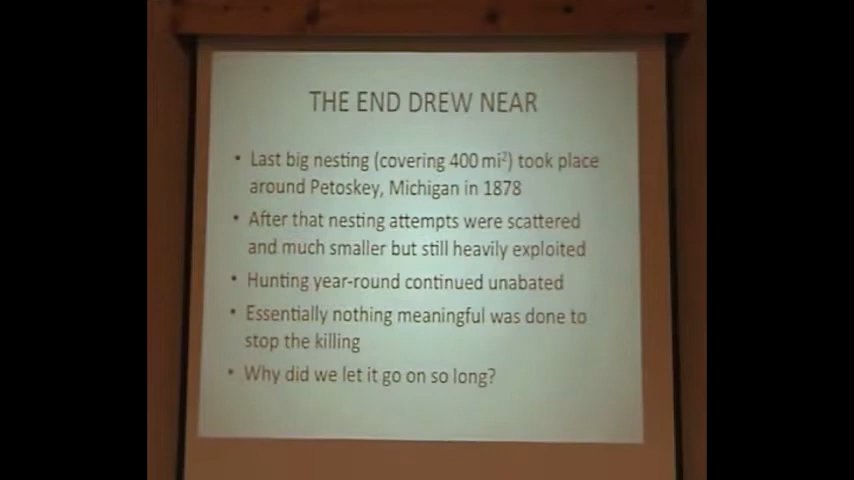 THE END DREW NEAR
• Last big nesting (covering 400 mi²) took place
around Petoskey, Michigan in 1878
• After that nesting attempts were scattered
and much smaller but still heavily exploited
• Hunting year-round continued unabated
• Essentially nothing meaningful was done to
stop the killing
• Why did we let it go on so long?